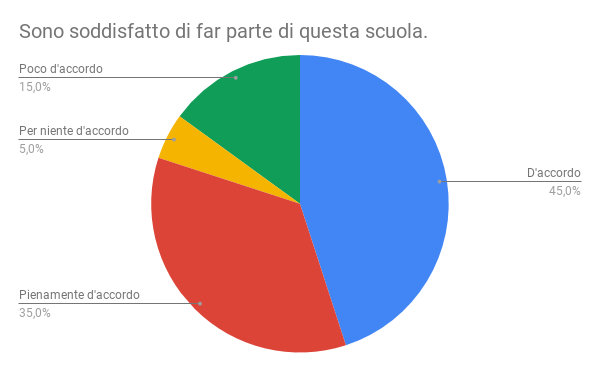 Sono soddisfatto di far parte di questa scuola.
Poco d'accordo
15,0%
Per niente d'accordo
5,0%
D'accordo
45,0%
Pienamente d'accordo
35,0%